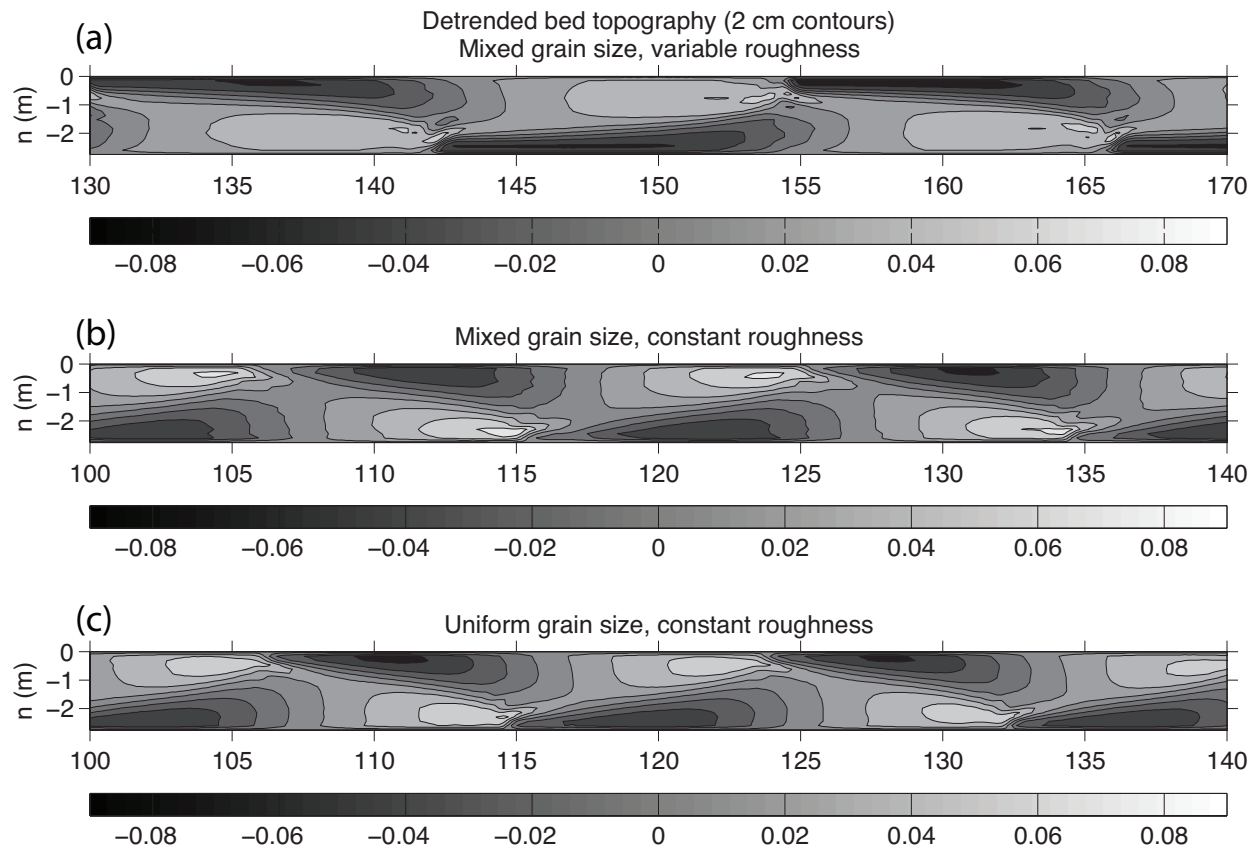 (a)
Detrended bed topography (2 cm contours)
Mixed grain size, variable roughness
0
−1
−2
n (m)
130 135 140 145 150 155 160 165 170
−0.08 −0.06 −0.04 −0.02 0 0.02 0.04 0.06 0.08
(b)
Mixed grain size, constant roughness
0
−1
−2
n (m)
100 105 110 115 120 125 130 135 140
−0.08 −0.06 −0.04 −0.02 0 0.02 0.04 0.06 0.08
(c)
Uniform grain size, constant roughness
0
−1
−2
n (m)
100 105 110 115 120 125 130 135 140
−0.08 −0.06 −0.04 −0.02 0 0.02 0.04 0.06 0.08